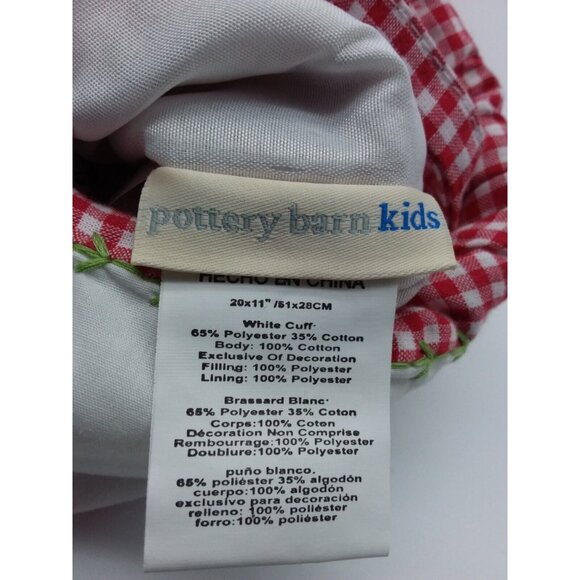 pottery barn kids
HECHO EN CHINA
20x11" /51x28CM
White Cuff:
65% Polyester 35% Cotton
Body: 100% Cotton
Exclusive Of Decoration
Filling: 100% Polyester
Lining: 100% Polyester
Brassard Blanc:
65% Polyester 35% Coton
Corps:100% Coten
Décoration Non Comprise
Rembourrage:100% Polyester
Doublure:100% Polyester
puño blanco.
65% poliéster 35% algodón
cuerpo:100% algodón
exclusivo para decoración
relleno: 100% poliéster
forro:100% poliéster